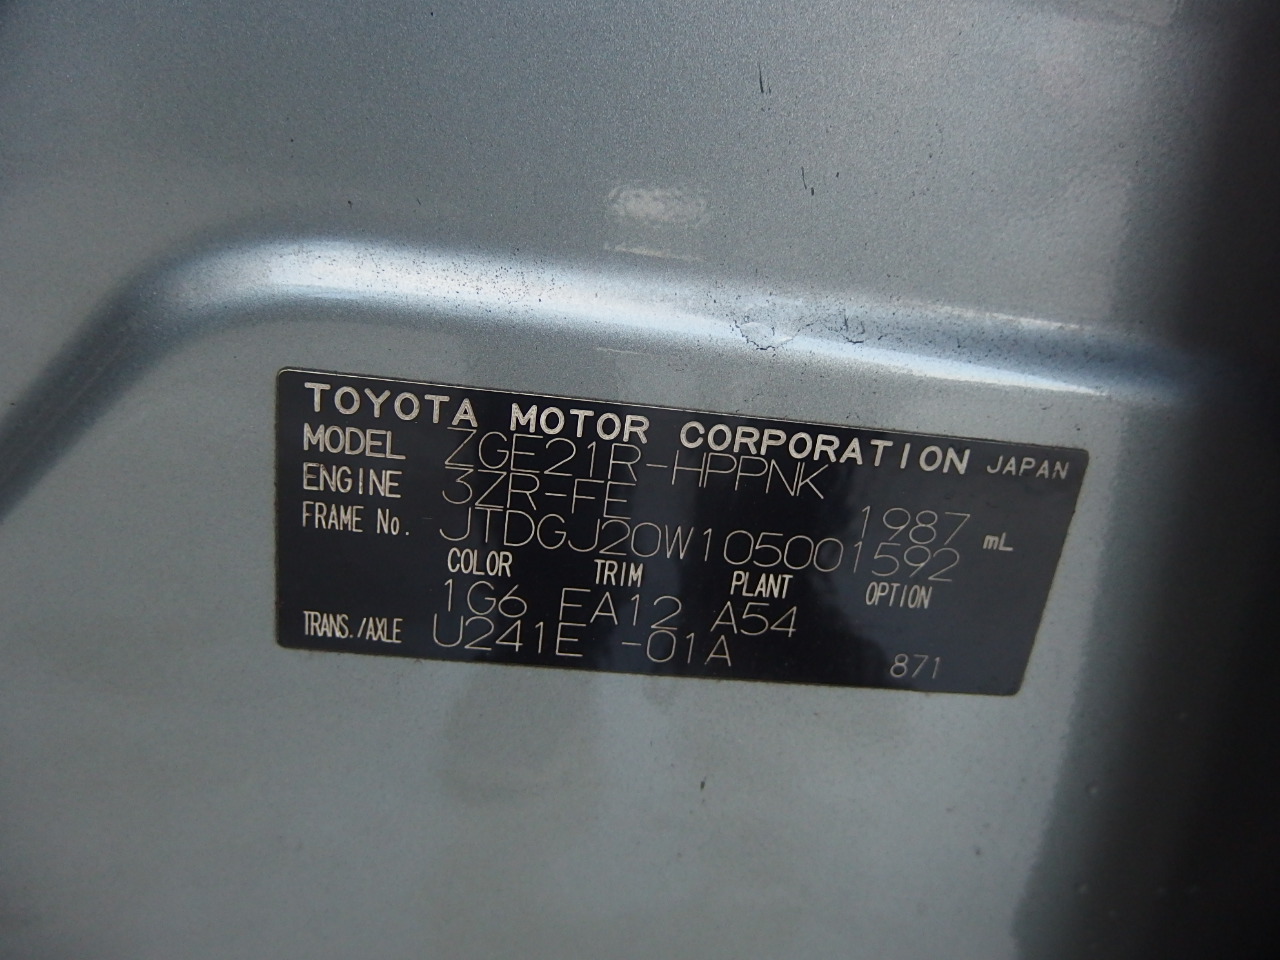 TOYOTA MOTOR CORPORATION JAPAN
MODEL ZGE21R-HPPNK
ENGINE 3ZR-FE 1987 mL
FRAME No. JTDGJ20W105001592
COLOR TRIM PLANT OPTION
1G6 EA12 A54
TRANS./AXLE U241E -01A 871